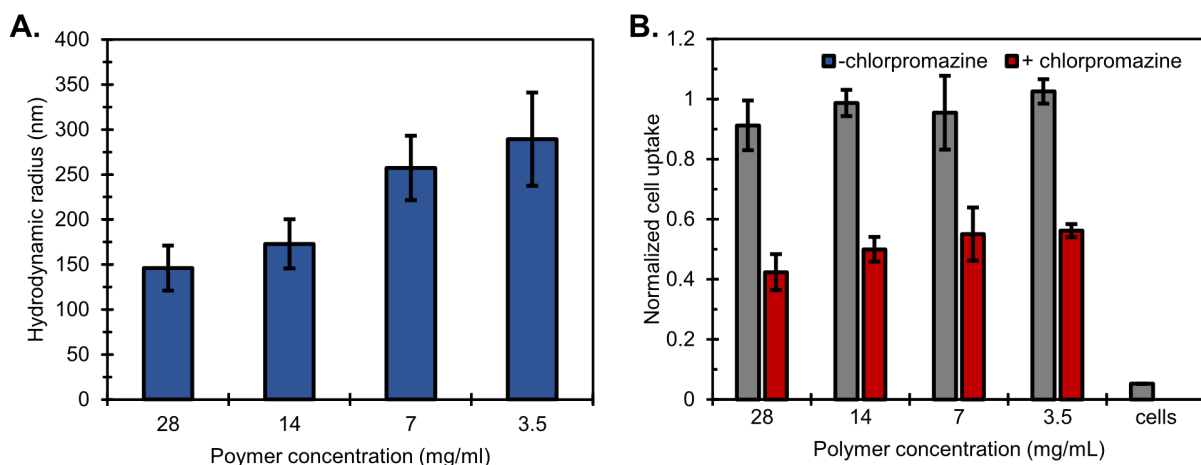 A.
400
350
300
250
200
150
100
50
0
Hydrodynamic radius (nm)
28 14 7 3.5
Poymer concentration (mg/ml)
B.
-chlorpromazine + chlorpromazine
1.2
1
0.8
0.6
0.4
0.2
0
Normalized cell uptake
28 14 7 3.5 cells
Polymer concentration (mg/mL)